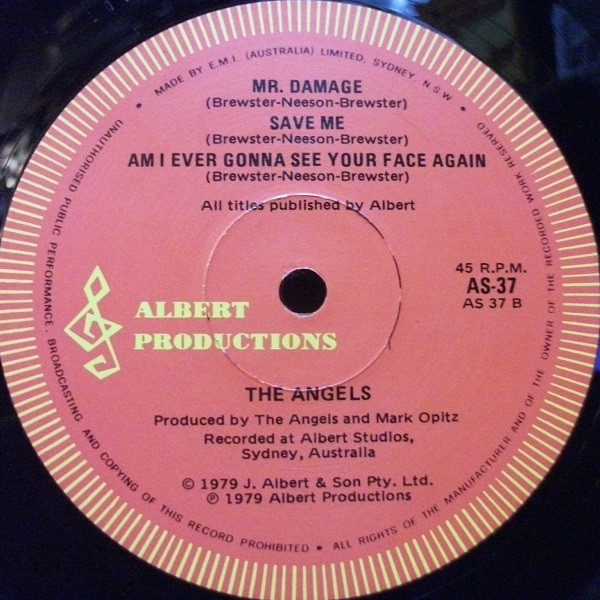 MADE BY E.M.I. (AUSTRALIA) LIMITED, SYDNEY, N.S.W.
MR. DAMAGE
(Brewster-Neeson-Brewster)
SAVE ME
(Brewster-Neeson-Brewster)
AM I EVER GONNA SEE YOUR FACE AGAIN
(Brewster-Neeson-Brewster)
All titles published by Albert
45 R.P.M.
AS-37
AS 37 B
ALBERT
PRODUCTIONS
THE ANGELS
Produced by The Angels and Mark Opitz
Recorded at Albert Studios,
Sydney, Australia
© 1979 J. Albert & Son Pty. Ltd.
℗ 1979 Albert Productions
UNAUTHORISED PUBLIC PERFORMANCE, BROADCASTING AND COPYING OF THIS RECORD PROHIBITED • ALL RIGHTS OF THE MANUFACTURER AND OF THE OWNER OF THE RECORDED WORK RESERVED